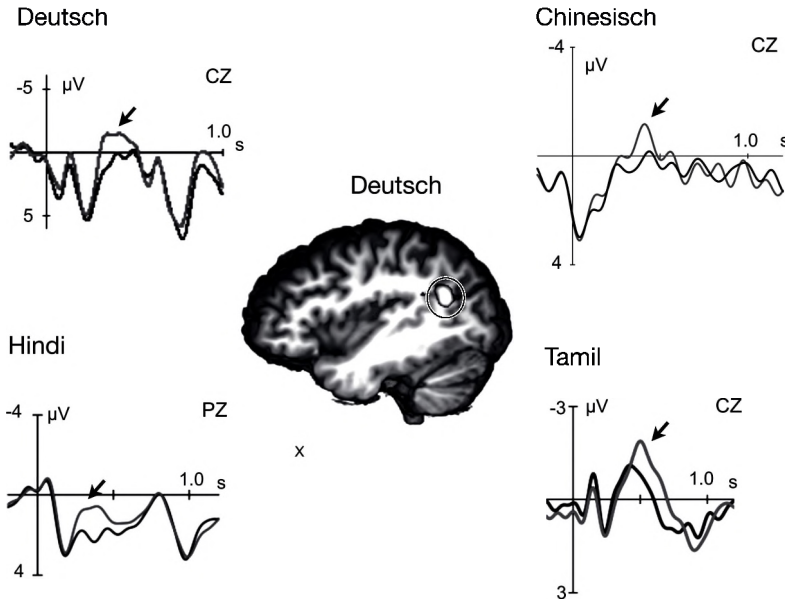 Deutsch
-5
µV
CZ
1.0
s
5
Chinesisch
-4
µV
CZ
1.0
s
4
Deutsch
Hindi
-4
µV
PZ
1.0
s
4
x
Tamil
-3
µV
CZ
1.0
s
3